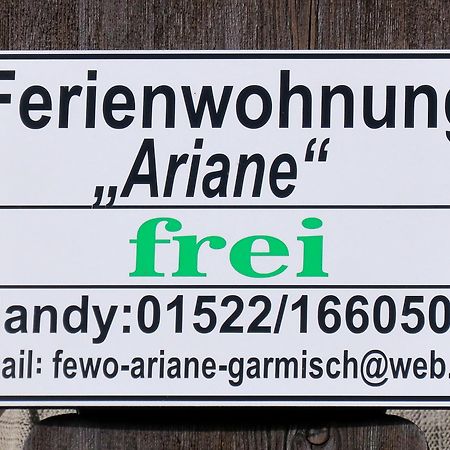 Ferienwohnung
„Ariane“
frei
andy:01522/166050
ail: fewo-ariane-garmisch@web.